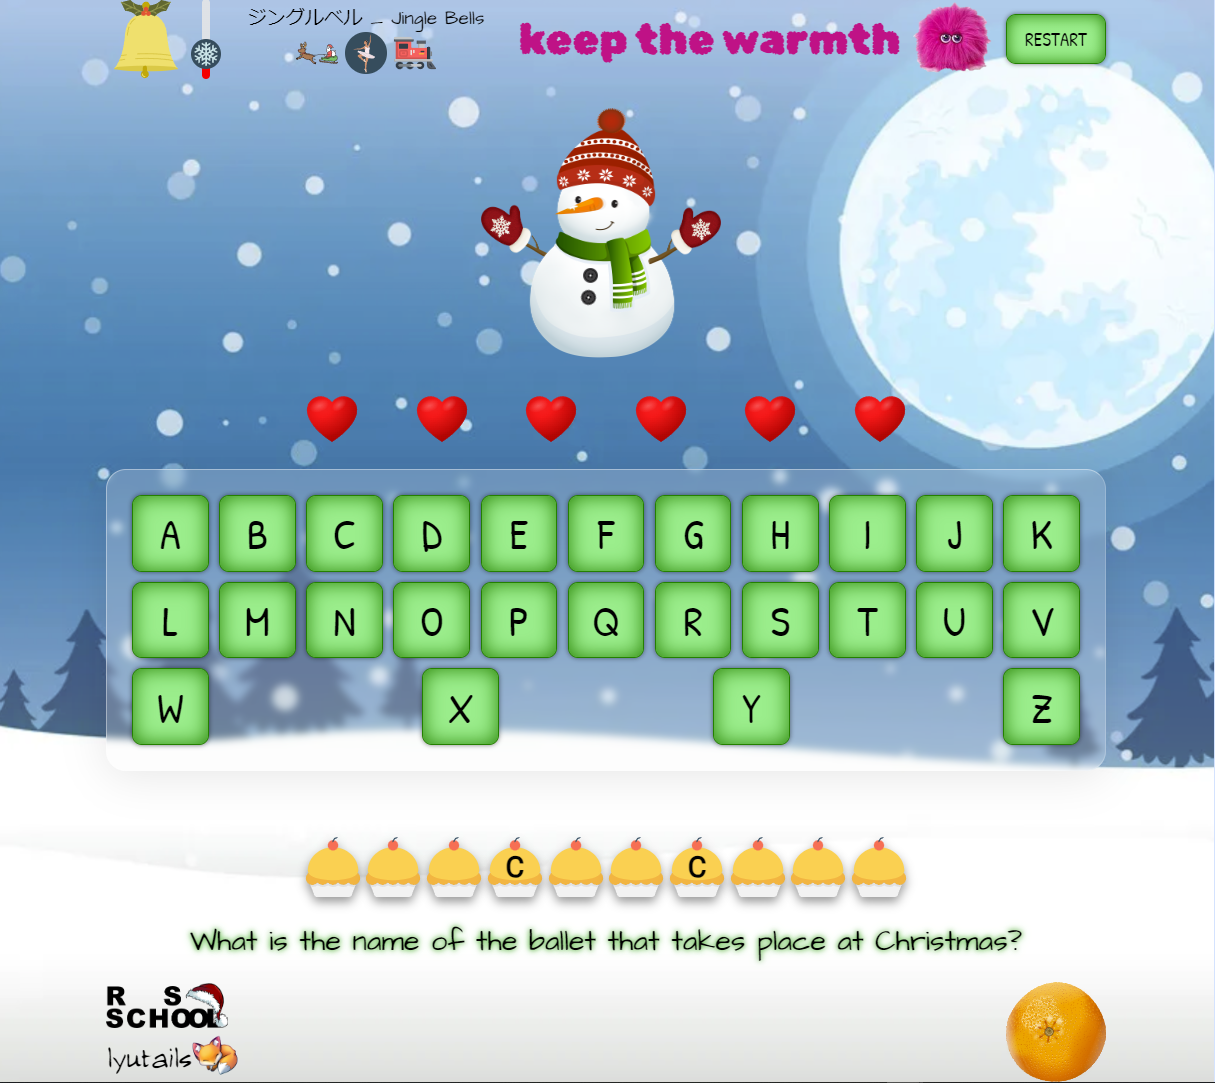 ジングルベル _ Jingle Bells
keep the warmth
RESTART
A B C D E F G H I J K
L M N O P Q R S T U V
W X Y Z
C C
What is the name of the ballet that takes place at Christmas?
R S
SCHOOL
lyutails